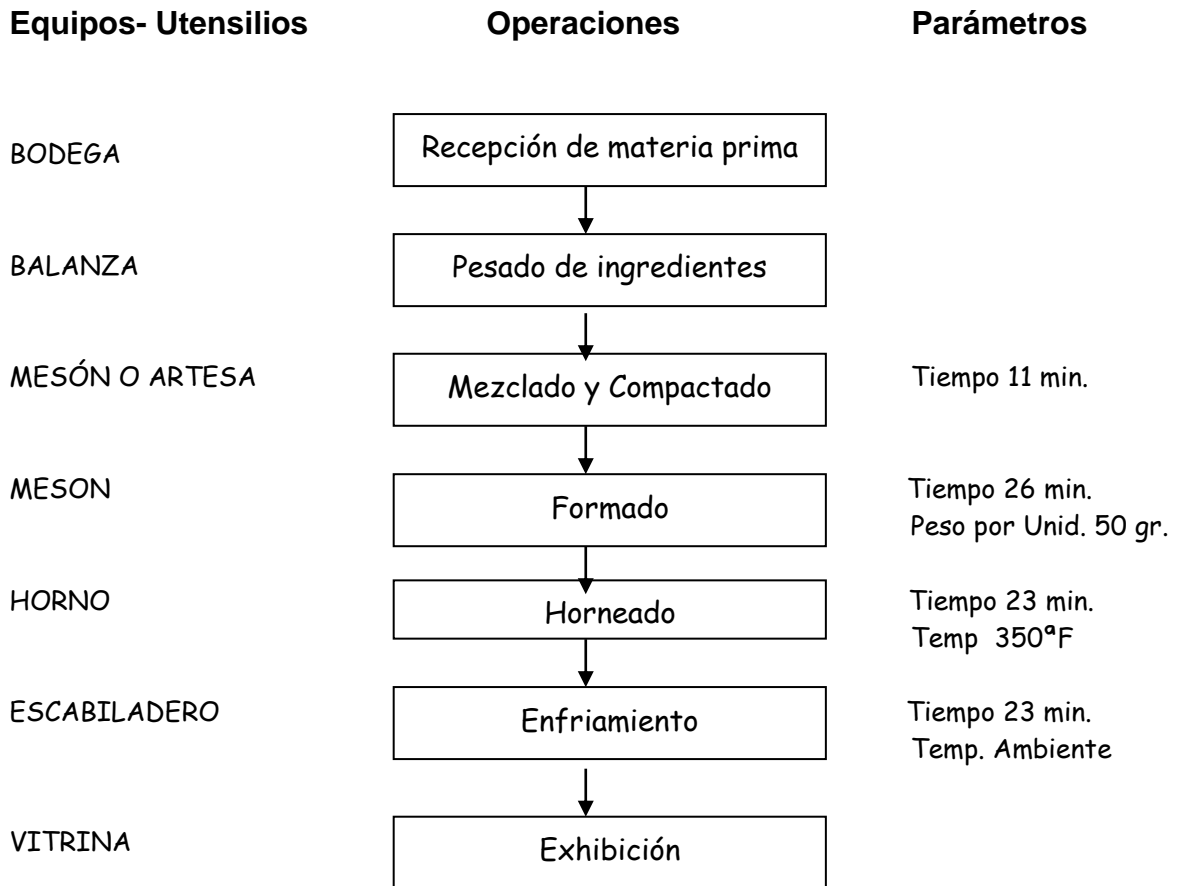 Equipos- Utensilios Operaciones Parámetros
BODEGA Recepción de materia prima
BALANZA Pesado de ingredientes
MESÓN O ARTESA Mezclado y Compactado Tiempo 11 min.
MESON Formado Tiempo 26 min.
Peso por Unid. 50 gr.
HORNO Horneado Tiempo 23 min.
Temp 350ªF
ESCABILADERO Enfriamiento Tiempo 23 min.
Temp. Ambiente
VITRINA Exhibición